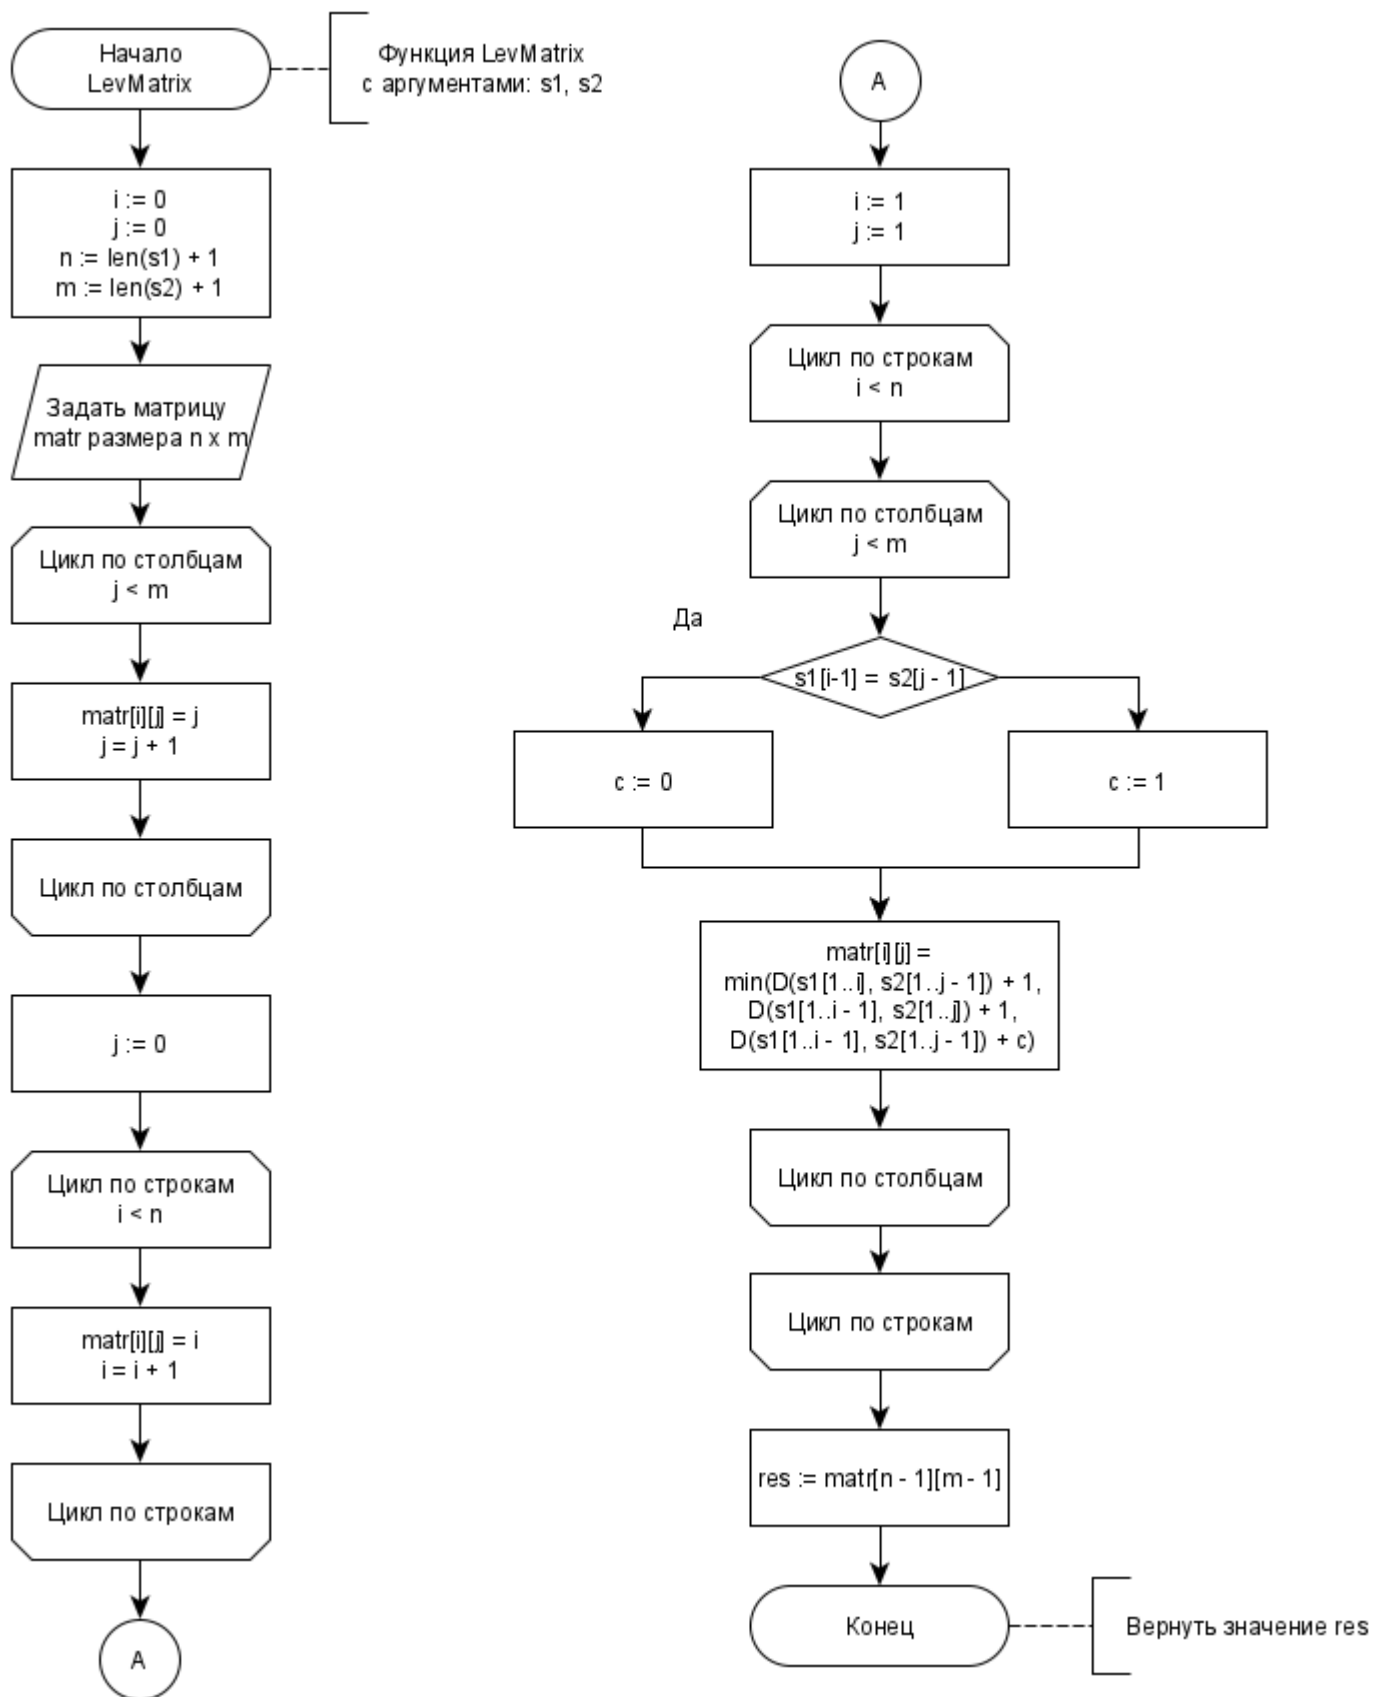 Начало
LevMatrix
Функция LevMatrix
с аргументами: s1, s2
i := 0
j := 0
n := len(s1) + 1
m := len(s2) + 1
Задать матрицу
matr размера n x m
Цикл по столбцам
j < m
matr[i][j] = j
j = j + 1
Цикл по столбцам
j := 0
Цикл по строкам
i < n
matr[i][j] = i
i = i + 1
Цикл по строкам
A
A
i := 1
j := 1
Цикл по строкам
i < n
Цикл по столбцам
j < m
Да
s1[i-1] = s2[j - 1]
c := 0
c := 1
matr[i][j] =
min(D(s1[1..i], s2[1..j - 1]) + 1,
D(s1[1..i - 1], s2[1..j]) + 1,
D(s1[1..i - 1], s2[1..j - 1]) + c)
Цикл по столбцам
Цикл по строкам
res := matr[n - 1][m - 1]
Конец
Вернуть значение res